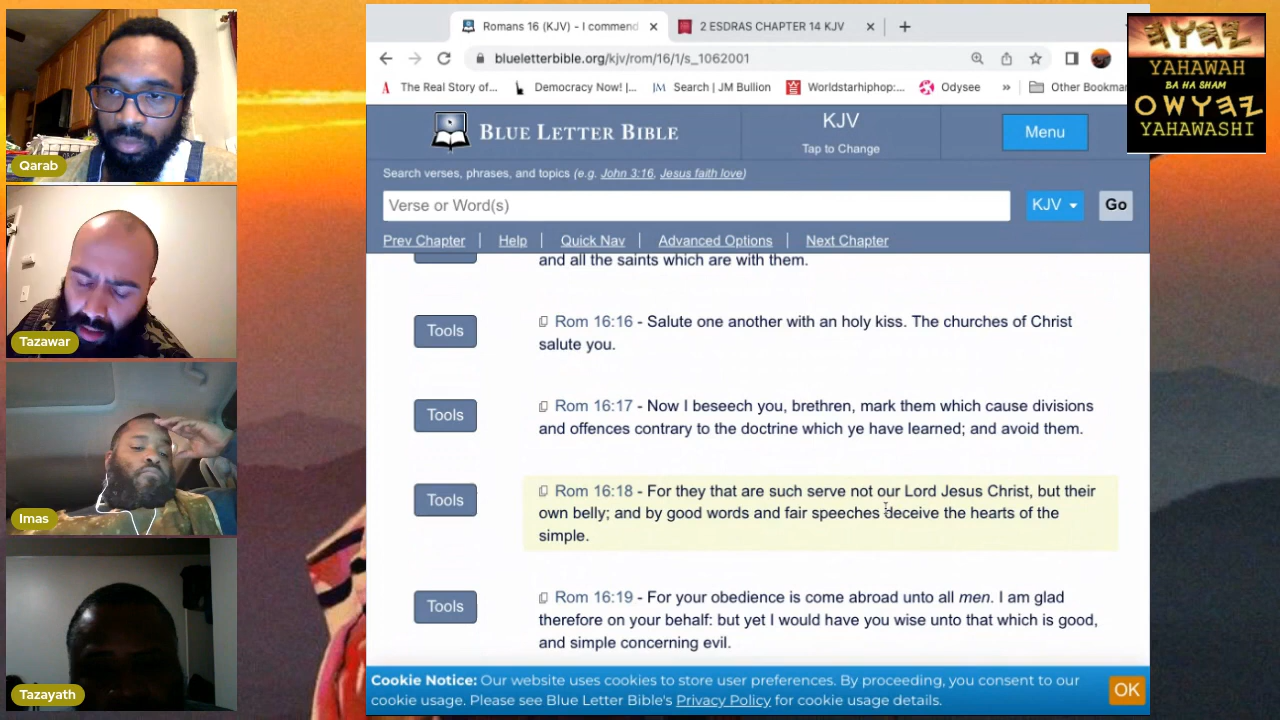 Qarab
Tazawar
Imas
Tazayath
Romans 16 (KJV) - I commend
2 ESDRAS CHAPTER 14 KJV
blueletterbible.org/kjv/rom/16/1/s_1062001
The Real Story of...
Democracy Now! |...
Search | JM Bullion
Worldstarhiphop:...
Odysee
»
Other Bookmar
BLUE LETTER BIBLE
KJV
Tap to Change
Menu
Search verses, phrases, and topics (e.g. John 3:16, Jesus faith love)
Verse or Word(s)
KJV
Go
Prev Chapter | Help | Quick Nav | Advanced Options | Next Chapter
and all the saints which are with them.
Tools
Rom 16:16 - Salute one another with an holy kiss. The churches of Christ
salute you.
Tools
Rom 16:17 - Now I beseech you, brethren, mark them which cause divisions
and offences contrary to the doctrine which ye have learned; and avoid them.
Tools
Rom 16:18 - For they that are such serve not our Lord Jesus Christ, but their
own belly; and by good words and fair speeches deceive the hearts of the
simple.
Tools
Rom 16:19 - For your obedience is come abroad unto all men. I am glad
therefore on your behalf: but yet I would have you wise unto that which is good,
and simple concerning evil.
Cookie Notice: Our website uses cookies to store user preferences. By proceeding, you consent to our
cookie usage. Please see Blue Letter Bible's Privacy Policy for cookie usage details.
OK
YAHAWAH
BA HA SHAM
YAHAWASHI